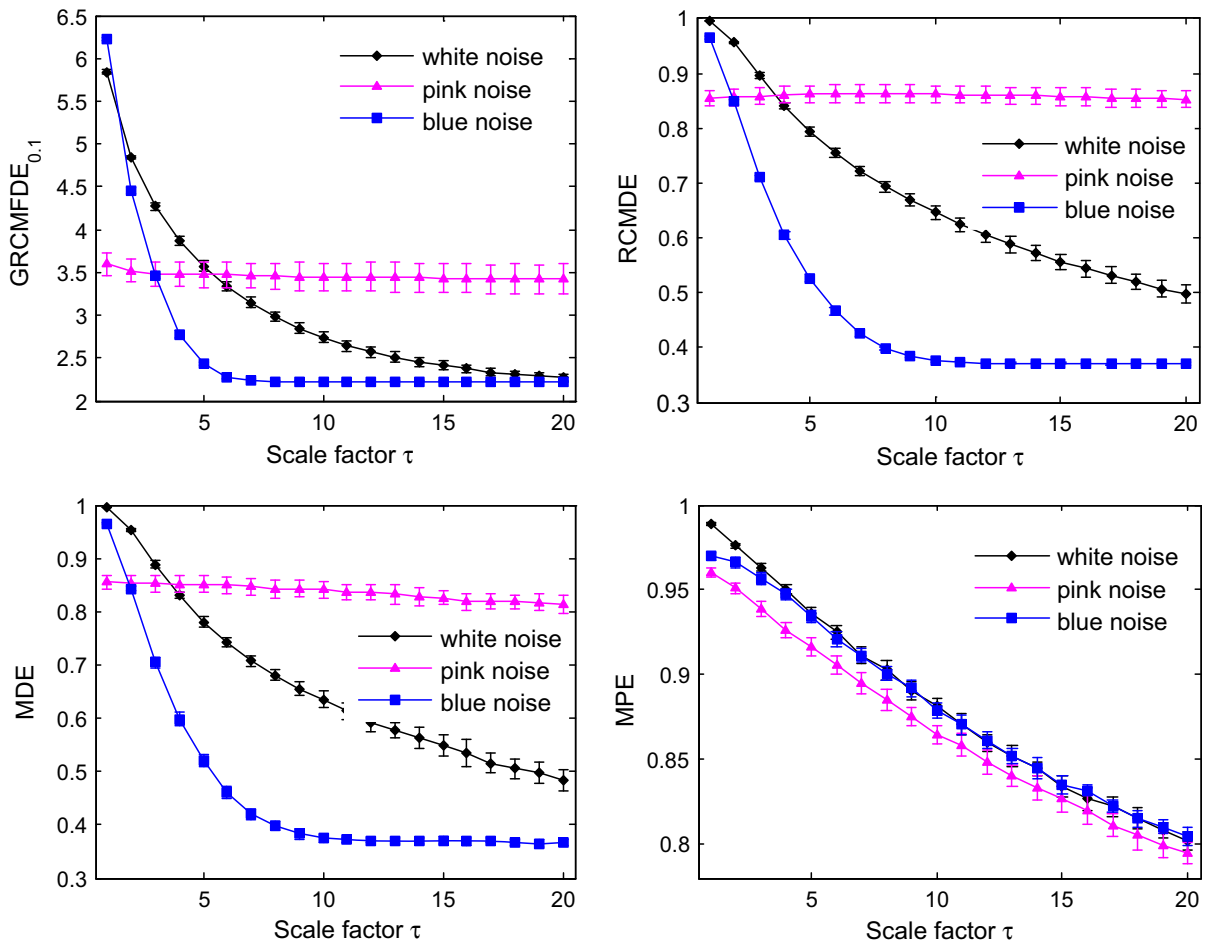 6.5
6
5.5
5
4.5
4
3.5
3
2.5
2
GRCMFDE0.1
white noise
pink noise
blue noise
5 10 15 20
Scale factor τ
1
0.9
0.8
0.7
0.6
0.5
0.4
0.3
RCMDE
white noise
pink noise
blue noise
5 10 15 20
Scale factor τ
1
0.9
0.8
0.7
0.6
0.5
0.4
0.3
MDE
white noise
pink noise
blue noise
5 10 15 20
Scale factor τ
1
0.95
0.9
0.85
0.8
MPE
white noise
pink noise
blue noise
5 10 15 20
Scale factor τ